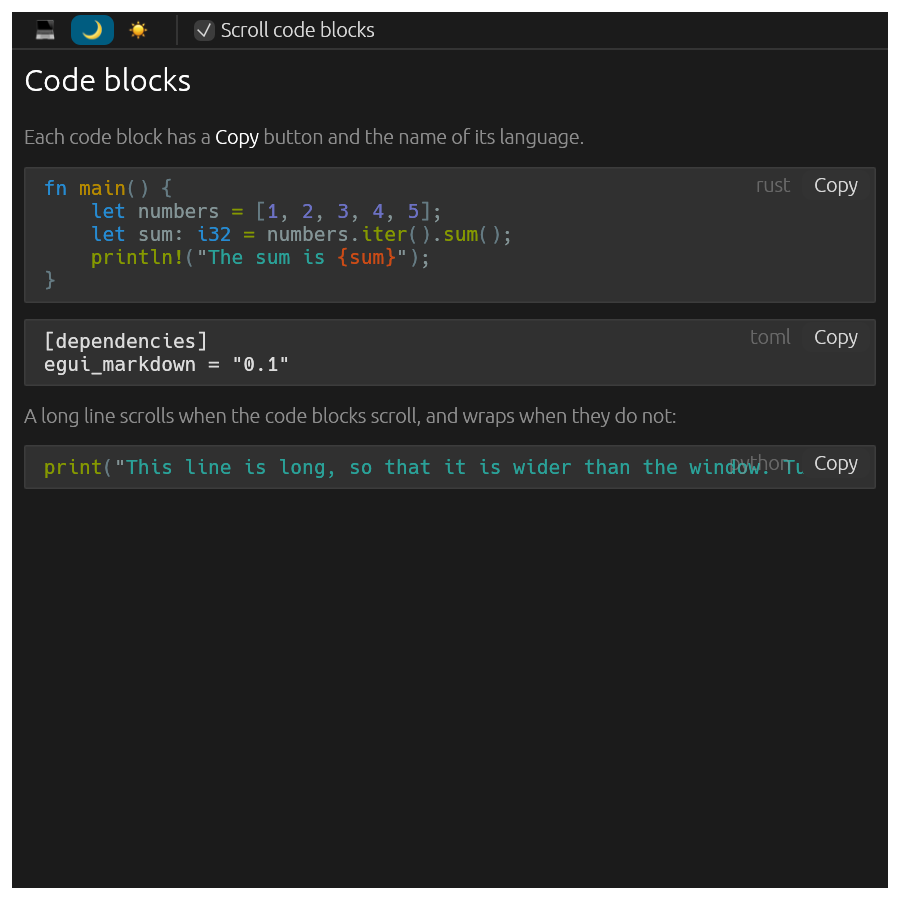 Scroll code blocks
Code blocks
Each code block has a Copy button and the name of its language.
fn main() {
    let numbers = [1, 2, 3, 4, 5];
    let sum: i32 = numbers.iter().sum();
    println!("The sum is {sum}");
}
rust Copy
[dependencies]
egui_markdown = "0.1"
toml Copy
A long line scrolls when the code blocks scroll, and wraps when they do not:
print("This line is long, so that it is wider than the window. Tu
python Copy